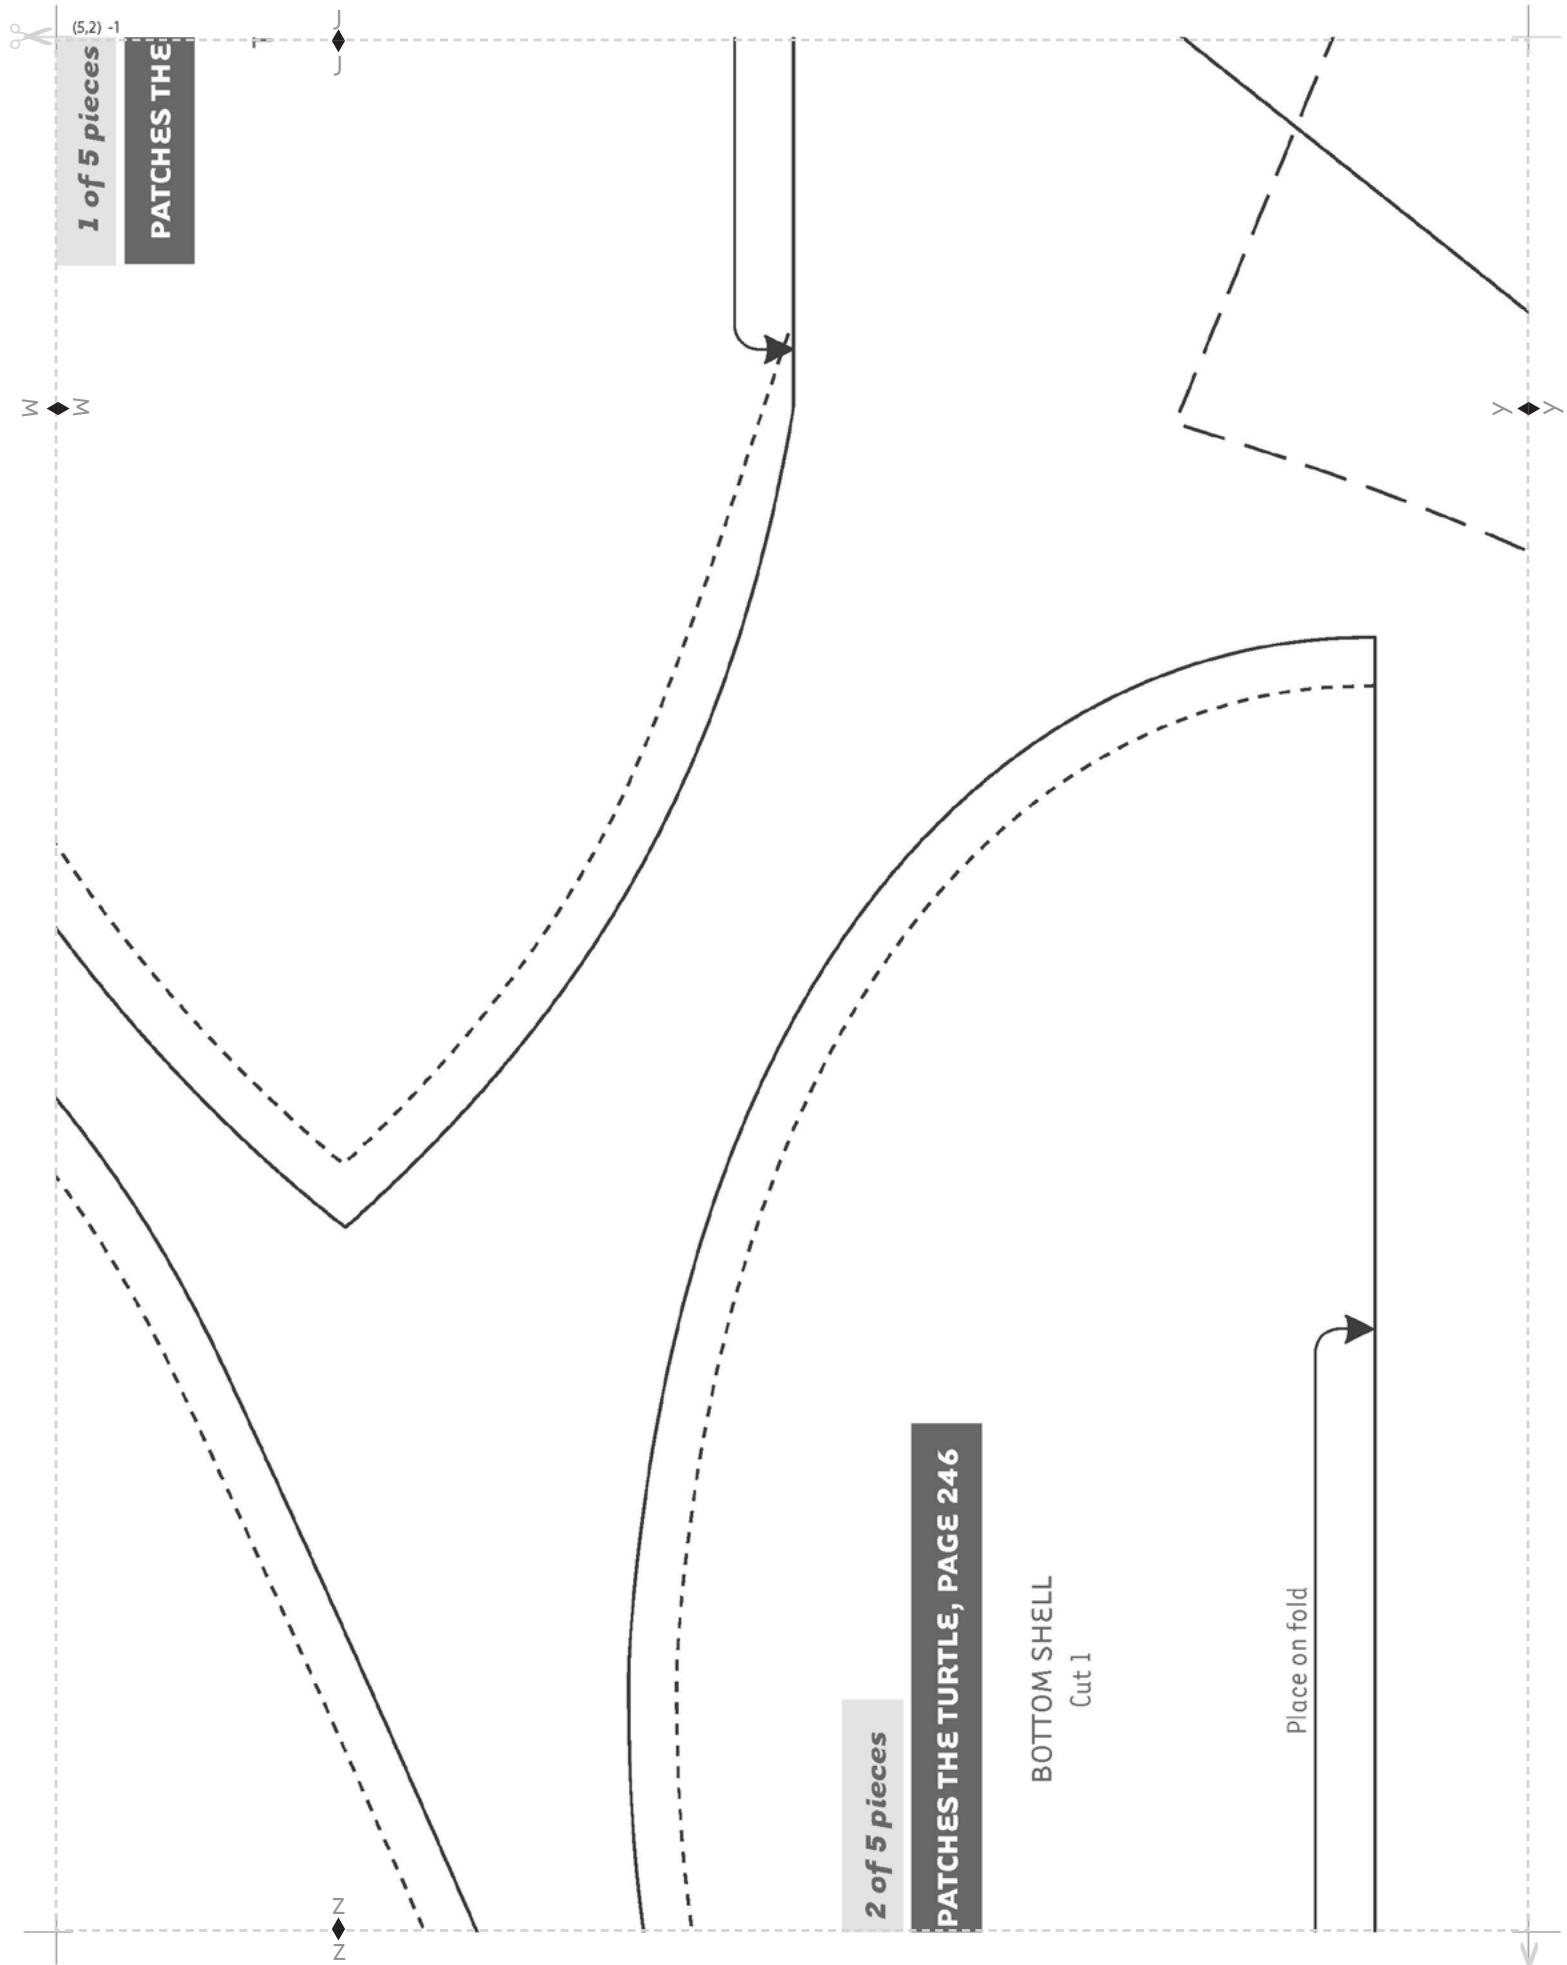 (5,2) -1
J
J
1 of 5 pieces
PATCHES THE
W
W
Y
Y
2 of 5 pieces
PATCHES THE TURTLE, PAGE 246
BOTTOM SHELL
Cut 1
Place on fold
Z
Z